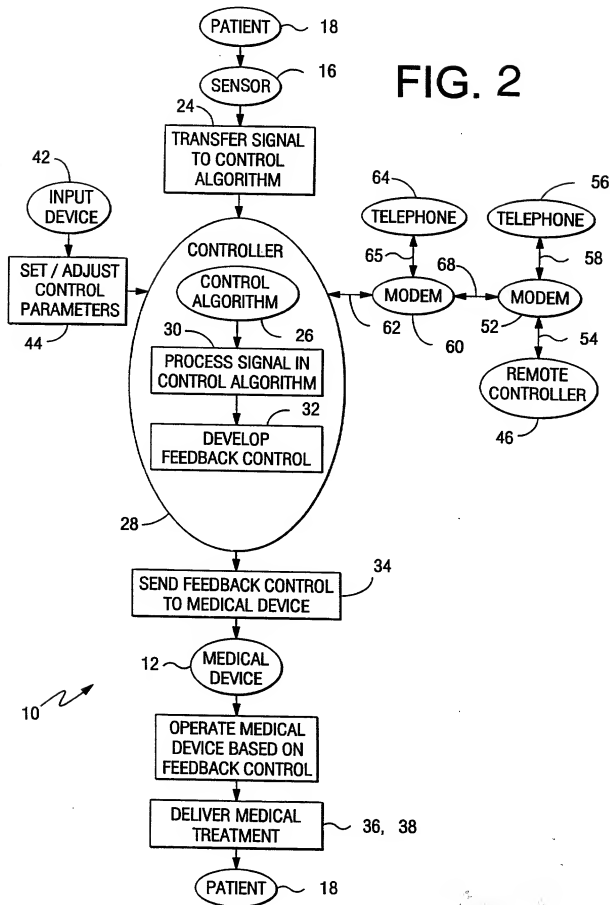 PATIENT
18
SENSOR
16
FIG. 2
24
TRANSFER SIGNAL
TO CONTROL
ALGORITHM
42
INPUT
DEVICE
SET / ADJUST
CONTROL
PARAMETERS
44
CONTROLLER
CONTROL
ALGORITHM
26
30
PROCESS SIGNAL IN
CONTROL ALGORITHM
32
DEVELOP
FEEDBACK CONTROL
28
64
TELEPHONE
65
56
TELEPHONE
58
68
MODEM
62
60
MODEM
52
54
REMOTE
CONTROLLER
46
SEND FEEDBACK CONTROL
TO MEDICAL DEVICE
34
12
MEDICAL
DEVICE
10
OPERATE MEDICAL
DEVICE BASED ON
FEEDBACK CONTROL
DELIVER MEDICAL
TREATMENT
36, 38
PATIENT
18